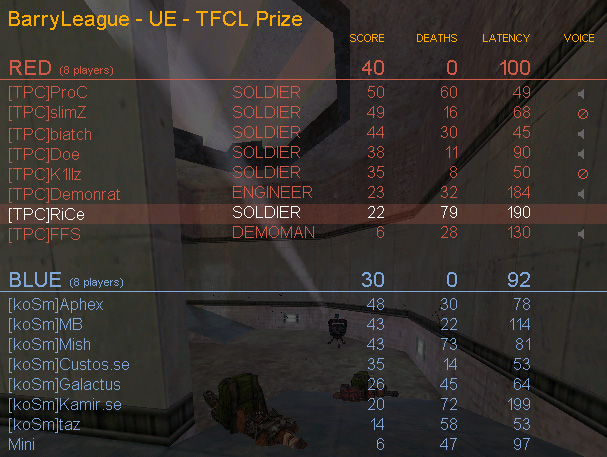 BarryLeague - UE - TFCL Prize
SCORE DEATHS LATENCY VOICE
RED (8 players) 40 0 100
[TPC]ProC SOLDIER 50 60 49
[TPC]slimZ SOLDIER 49 16 68
[TPC]biatch SOLDIER 44 30 45
[TPC]Doe SOLDIER 38 11 90
[TPC]K1llz SOLDIER 35 8 50
[TPC]Demonrat ENGINEER 23 32 184
[TPC]RiCe SOLDIER 22 79 190
[TPC]FFS DEMOMAN 6 28 130
BLUE (8 players) 30 0 92
[koSm]Aphex 48 30 78
[koSm]MB 43 22 114
[koSm]Mish 43 73 81
[koSm]Custos.se 35 14 53
[koSm]Galactus 26 45 64
[koSm]Kamir.se 20 72 199
[koSm]taz 14 58 53
Mini 6 47 97